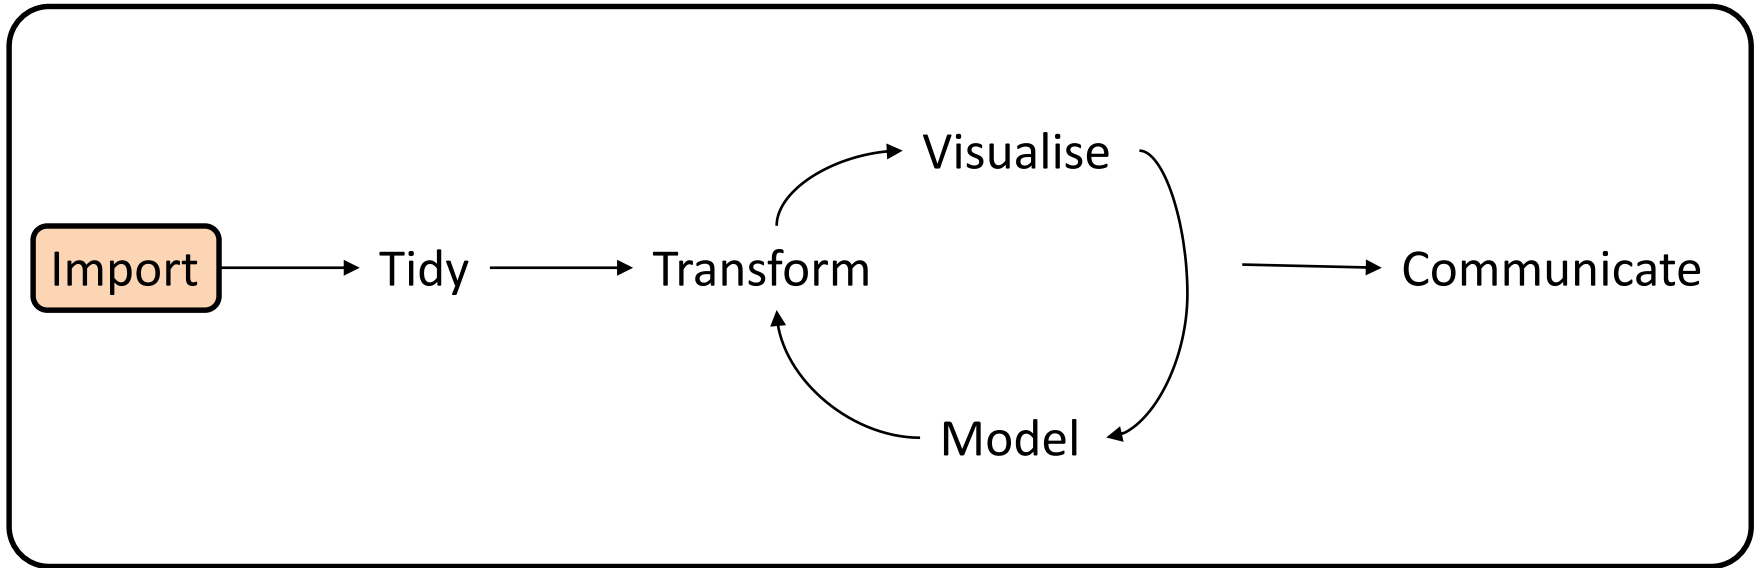 Import
Tidy
Transform
Visualise
Model
Communicate